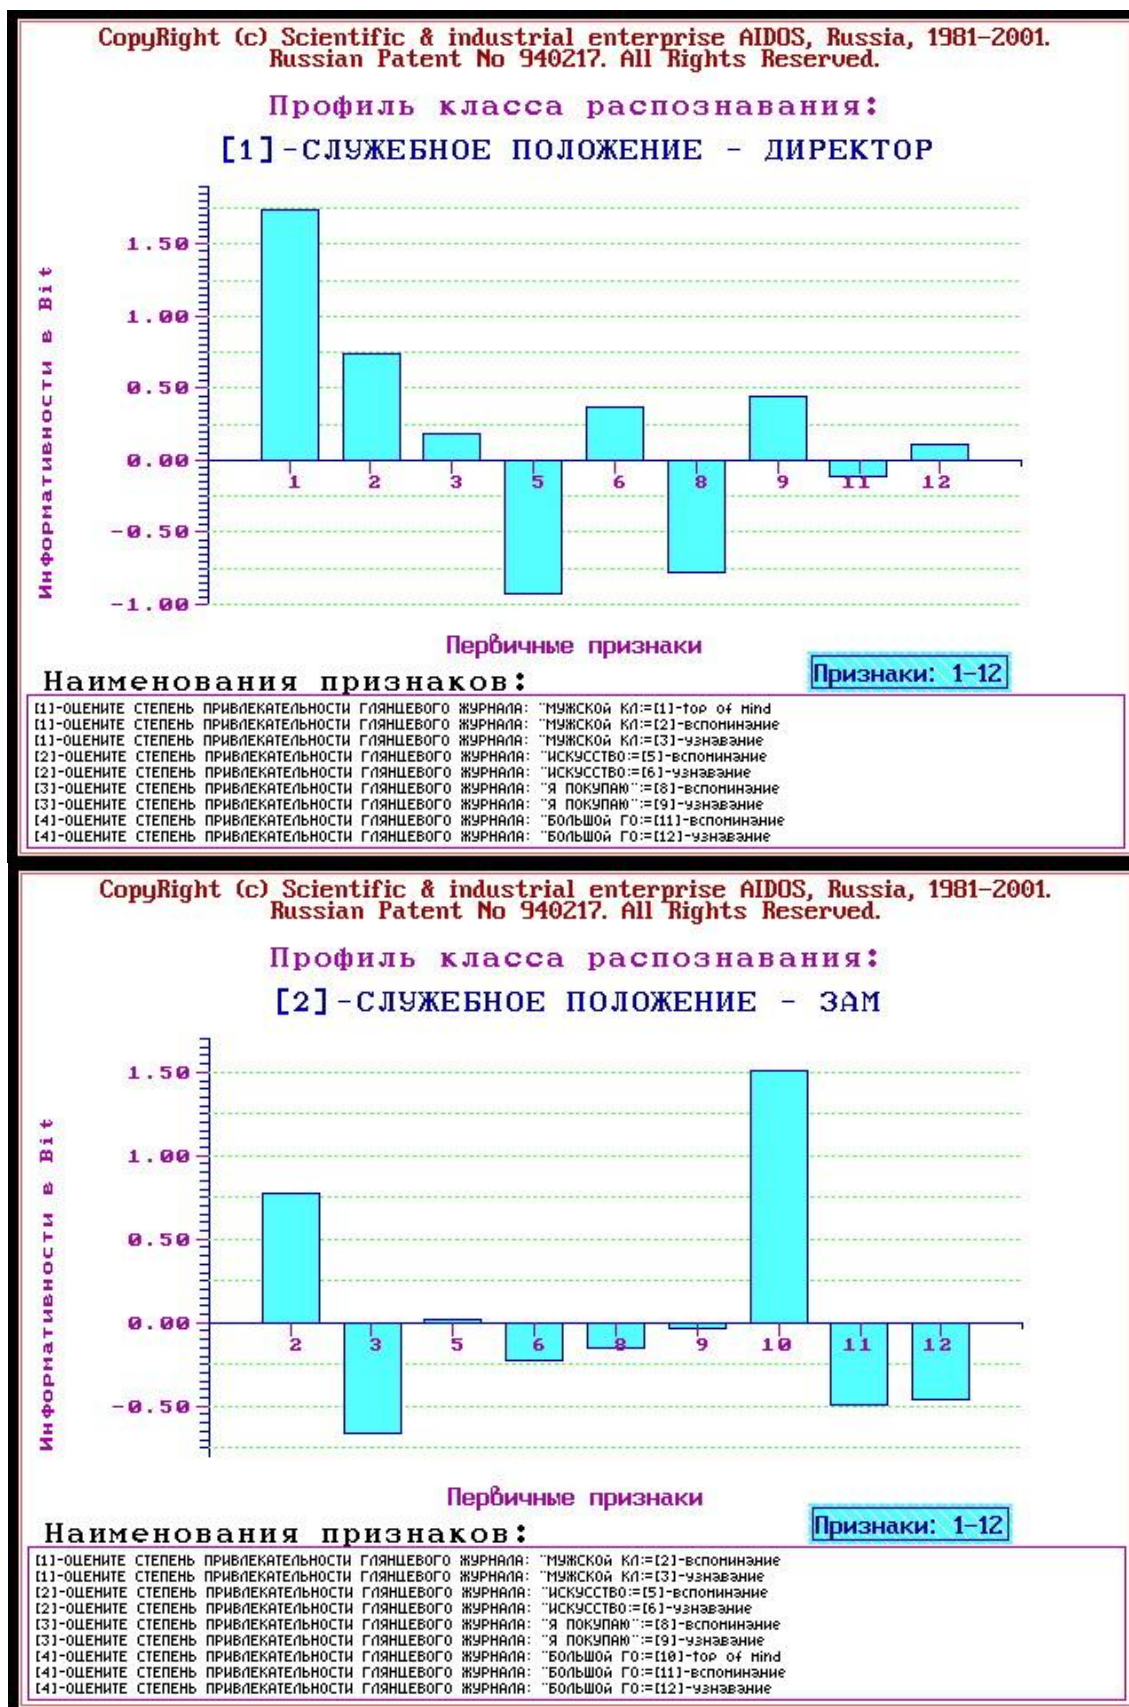 CopyRight (c) Scientific & industrial enterprise AIDOS, Russia, 1981-2001.
Russian Patent No 940217. All Rights Reserved.
Профиль класса распознавания:
[1]-СЛУЖЕБНОЕ ПОЛОЖЕНИЕ - ДИРЕКТОР
Информативности в Bit
1.50
1.00
0.50
0.00
-0.50
-1.00
1 2 3 5 6 8 9 11 12
Первичные признаки
Признаки: 1-12
Наименования признаков:
[1]-ОЦЕНИТЕ СТЕПЕНЬ ПРИВЛЕКАТЕЛЬНОСТИ ГЛЯНЦЕВОГО ЖУРНАЛА: "МУЖСКОЙ КЛ:=[1]-top of mind
[1]-ОЦЕНИТЕ СТЕПЕНЬ ПРИВЛЕКАТЕЛЬНОСТИ ГЛЯНЦЕВОГО ЖУРНАЛА: "МУЖСКОЙ КЛ:=[2]-вспоминание
[1]-ОЦЕНИТЕ СТЕПЕНЬ ПРИВЛЕКАТЕЛЬНОСТИ ГЛЯНЦЕВОГО ЖУРНАЛА: "МУЖСКОЙ КЛ:=[3]-узнавание
[2]-ОЦЕНИТЕ СТЕПЕНЬ ПРИВЛЕКАТЕЛЬНОСТИ ГЛЯНЦЕВОГО ЖУРНАЛА: "ИСКУССТВО:=[5]-вспоминание
[2]-ОЦЕНИТЕ СТЕПЕНЬ ПРИВЛЕКАТЕЛЬНОСТИ ГЛЯНЦЕВОГО ЖУРНАЛА: "ИСКУССТВО:=[6]-узнавание
[3]-ОЦЕНИТЕ СТЕПЕНЬ ПРИВЛЕКАТЕЛЬНОСТИ ГЛЯНЦЕВОГО ЖУРНАЛА: "Я ПОКУПАЮ":=[8]-вспоминание
[3]-ОЦЕНИТЕ СТЕПЕНЬ ПРИВЛЕКАТЕЛЬНОСТИ ГЛЯНЦЕВОГО ЖУРНАЛА: "Я ПОКУПАЮ":=[9]-узнавание
[4]-ОЦЕНИТЕ СТЕПЕНЬ ПРИВЛЕКАТЕЛЬНОСТИ ГЛЯНЦЕВОГО ЖУРНАЛА: "БОЛЬШОЙ ГО:=[11]-вспоминание
[4]-ОЦЕНИТЕ СТЕПЕНЬ ПРИВЛЕКАТЕЛЬНОСТИ ГЛЯНЦЕВОГО ЖУРНАЛА: "БОЛЬШОЙ ГО:=[12]-узнавание
CopyRight (c) Scientific & industrial enterprise AIDOS, Russia, 1981-2001.
Russian Patent No 940217. All Rights Reserved.
Профиль класса распознавания:
[2]-СЛУЖЕБНОЕ ПОЛОЖЕНИЕ - ЗАМ
Информативности в Bit
1.50
1.00
0.50
0.00
-0.50
2 3 5 6 8 9 10 11 12
Первичные признаки
Признаки: 1-12
Наименования признаков:
[1]-ОЦЕНИТЕ СТЕПЕНЬ ПРИВЛЕКАТЕЛЬНОСТИ ГЛЯНЦЕВОГО ЖУРНАЛА: "МУЖСКОЙ КЛ:=[2]-вспоминание
[1]-ОЦЕНИТЕ СТЕПЕНЬ ПРИВЛЕКАТЕЛЬНОСТИ ГЛЯНЦЕВОГО ЖУРНАЛА: "МУЖСКОЙ КЛ:=[3]-узнавание
[2]-ОЦЕНИТЕ СТЕПЕНЬ ПРИВЛЕКАТЕЛЬНОСТИ ГЛЯНЦЕВОГО ЖУРНАЛА: "ИСКУССТВО:=[5]-вспоминание
[2]-ОЦЕНИТЕ СТЕПЕНЬ ПРИВЛЕКАТЕЛЬНОСТИ ГЛЯНЦЕВОГО ЖУРНАЛА: "ИСКУССТВО:=[6]-узнавание
[3]-ОЦЕНИТЕ СТЕПЕНЬ ПРИВЛЕКАТЕЛЬНОСТИ ГЛЯНЦЕВОГО ЖУРНАЛА: "Я ПОКУПАЮ":=[8]-вспоминание
[3]-ОЦЕНИТЕ СТЕПЕНЬ ПРИВЛЕКАТЕЛЬНОСТИ ГЛЯНЦЕВОГО ЖУРНАЛА: "Я ПОКУПАЮ":=[9]-узнавание
[4]-ОЦЕНИТЕ СТЕПЕНЬ ПРИВЛЕКАТЕЛЬНОСТИ ГЛЯНЦЕВОГО ЖУРНАЛА: "БОЛЬШОЙ ГО:=[10]-top of mind
[4]-ОЦЕНИТЕ СТЕПЕНЬ ПРИВЛЕКАТЕЛЬНОСТИ ГЛЯНЦЕВОГО ЖУРНАЛА: "БОЛЬШОЙ ГО:=[11]-вспоминание
[4]-ОЦЕНИТЕ СТЕПЕНЬ ПРИВЛЕКАТЕЛЬНОСТИ ГЛЯНЦЕВОГО ЖУРНАЛА: "БОЛЬШОЙ ГО:=[12]-узнавание